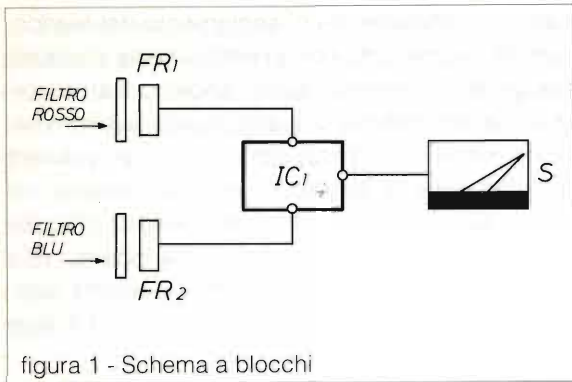 FR1
FILTRO
ROSSO
IC1
S
FILTRO
BLU
FR2
figura 1 - Schema a blocchi